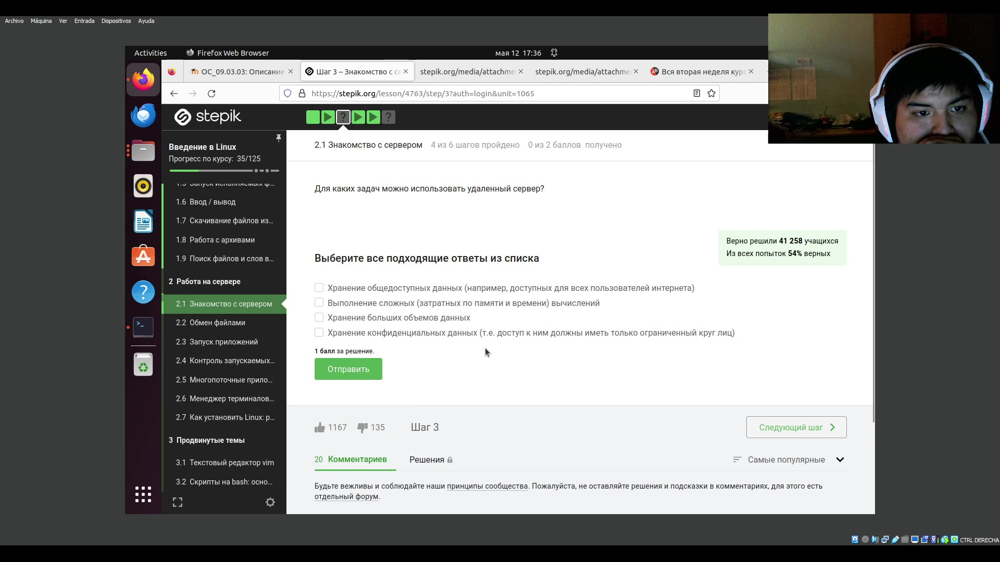 Archivo Máquina Ver Entrada Dispositivos Ayuda
Activities Firefox Web Browser мая 12 17:36
ОС_09.03.03: Описание Шаг 3 – Знакомство с се stepik.org/media/attachme stepik.org/media/attachme Вся вторая неделя курс
https://stepik.org/lesson/4763/step/3?auth=login&unit=1065
stepik
Введение в Linux
Прогресс по курсу: 35/125
1.5 Запуск исполняемых ф...
1.6 Ввод / вывод
1.7 Скачивание файлов из...
1.8 Работа с архивами
1.9 Поиск файлов и слов в...
2 Работа на сервере
2.1 Знакомство с сервером
2.2 Обмен файлами
2.3 Запуск приложений
2.4 Контроль запускаемых...
2.5 Многопоточные прило...
2.6 Менеджер терминалов...
2.7 Как установить Linux: р...
3 Продвинутые темы
3.1 Текстовый редактор vim
3.2 Скрипты на bash: осно...
2.1 Знакомство с сервером 4 из 6 шагов пройдено 0 из 2 баллов получено
Для каких задач можно использовать удаленный сервер?
Верно решили 41 258 учащихся
Из всех попыток 54% верных
Выберите все подходящие ответы из списка
Хранение общедоступных данных (например, доступных для всех пользователей интернета)
Выполнение сложных (затратных по памяти и времени) вычислений
Хранение больших объемов данных
Хранение конфиденциальных данных (т.е. доступ к ним должны иметь только ограниченный круг лиц)
1 балл за решение.
Отправить
1167 135 Шаг 3
Следующий шаг
20 Комментариев Решения Самые популярные
Будьте вежливы и соблюдайте наши принципы сообщества. Пожалуйста, не оставляйте решения и подсказки в комментариях, для этого есть
отдельный форум.
CTRL DERECHA